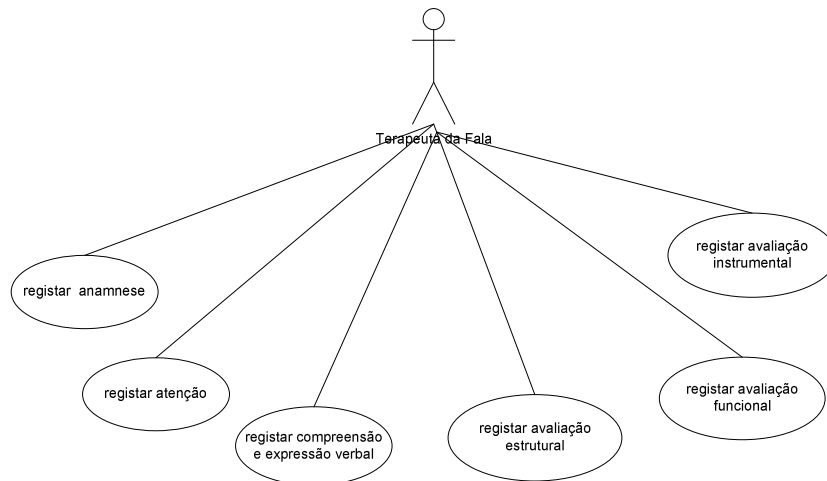 Terapeuta da Fala
registar avaliação
instrumental
registar  anamnese
registar atenção
registar avaliação
funcional
registar compreensão
e expressão verbal
registar avaliação
estrutural